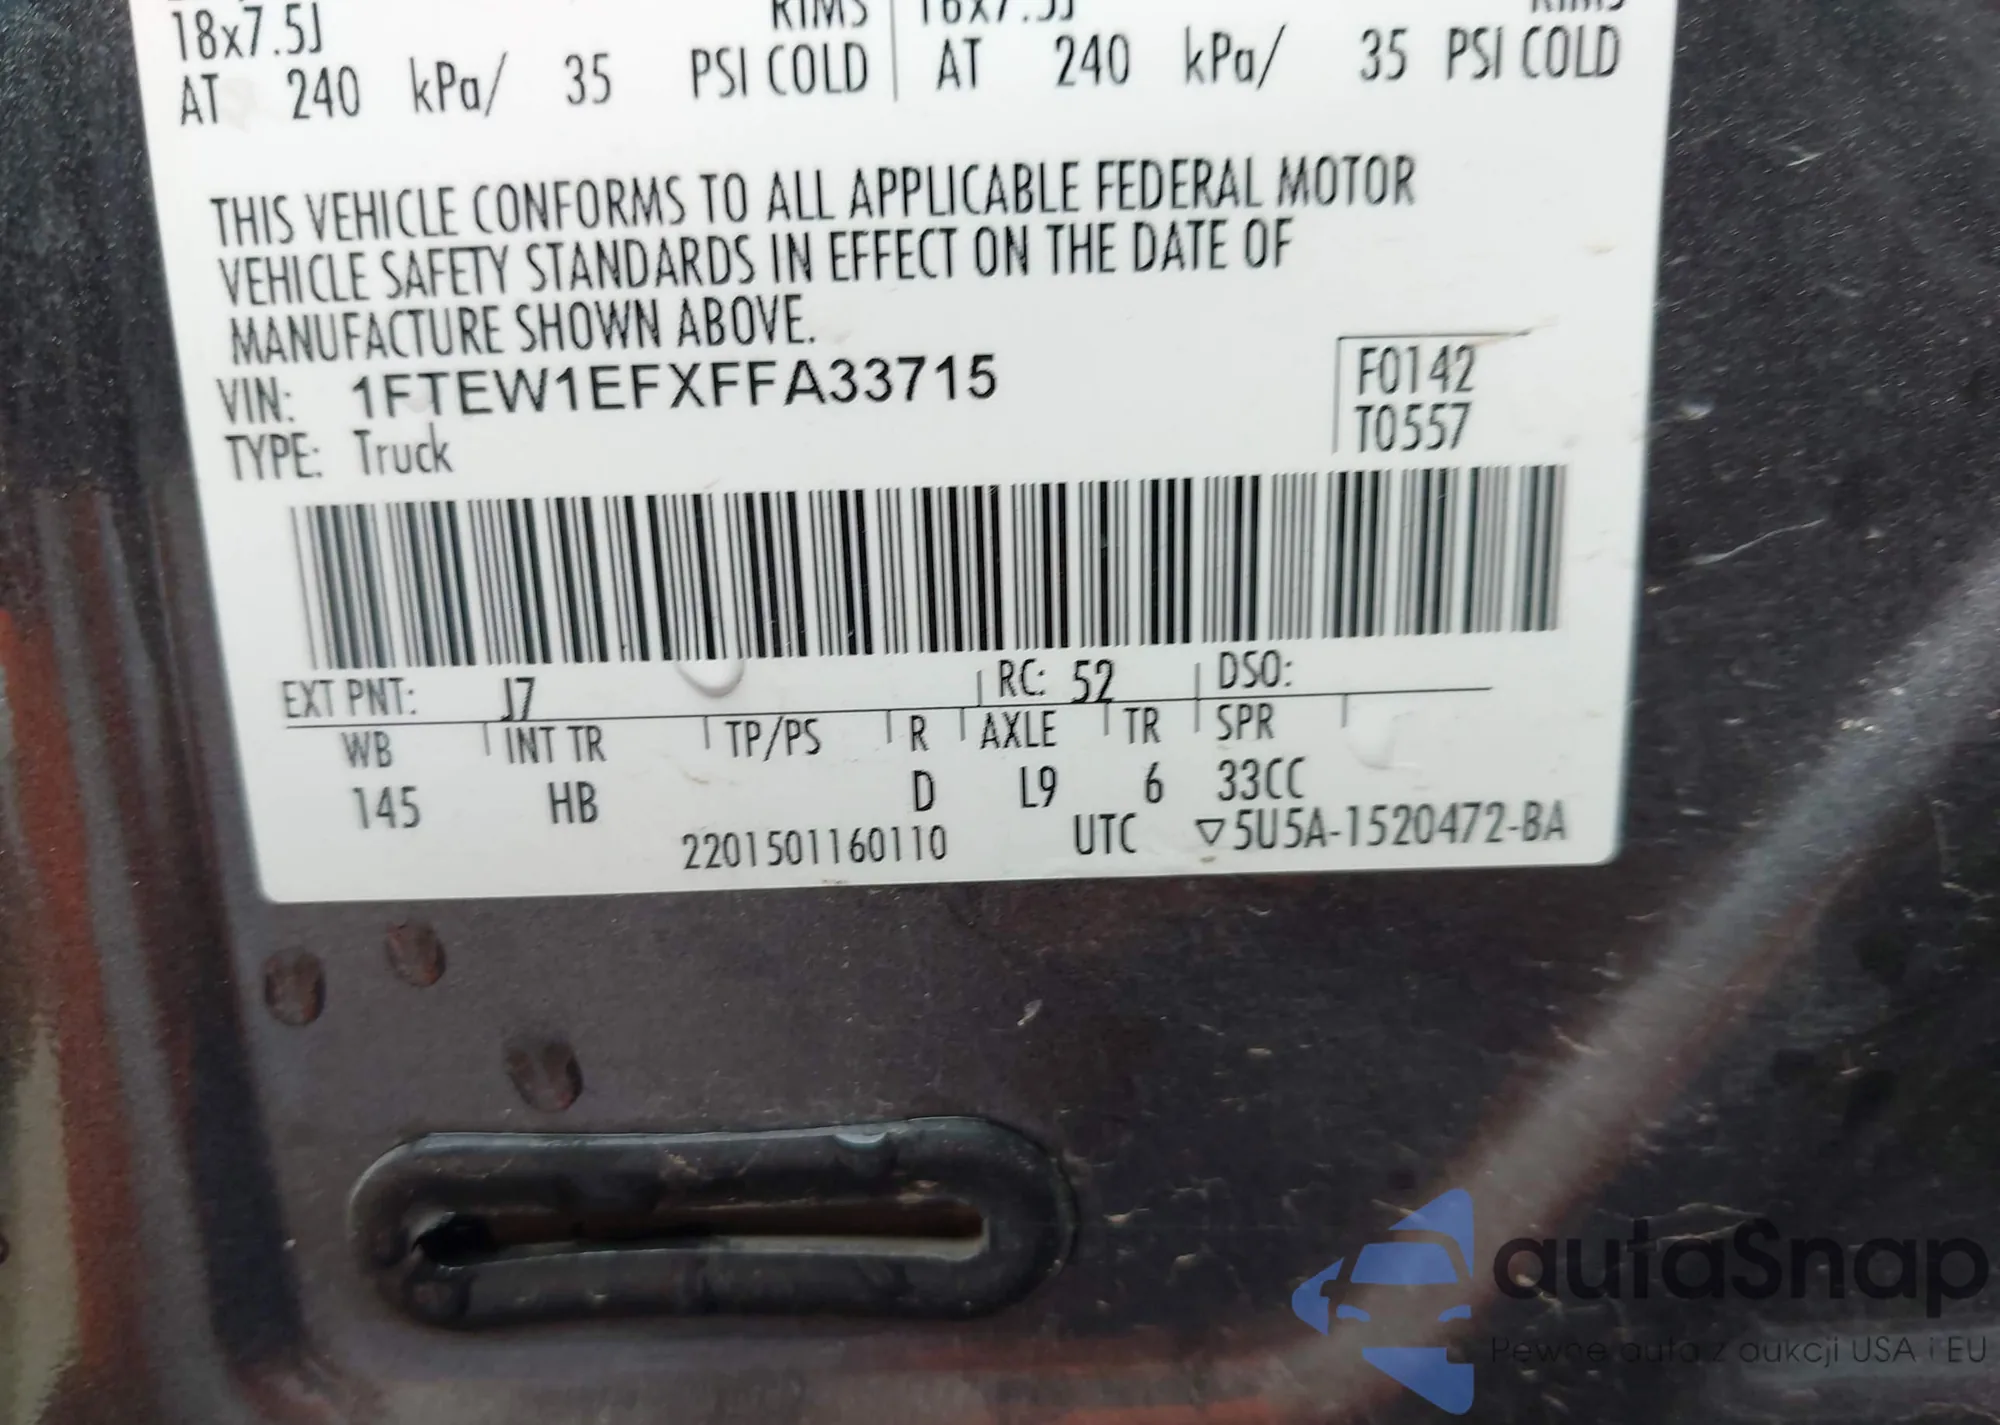 18x7.5J RIMS 18x7.5J RIMS
AT 240 kPa/ 35 PSI COLD AT 240 kPa/ 35 PSI COLD
THIS VEHICLE CONFORMS TO ALL APPLICABLE FEDERAL MOTOR
VEHICLE SAFETY STANDARDS IN EFFECT ON THE DATE OF
MANUFACTURE SHOWN ABOVE.
VIN: 1FTEW1EFXFFA33715
F0142
TYPE: Truck
T0557
EXT PNT: J7 RC: 52 DSO:
WB INT TR TP/PS R AXLE TR SPR
145 HB D L9 6 33CC
2201501160110 UTC ▽5U5A-1520472-BA
autaSnap
Pewne auta z aukcji USA i EU